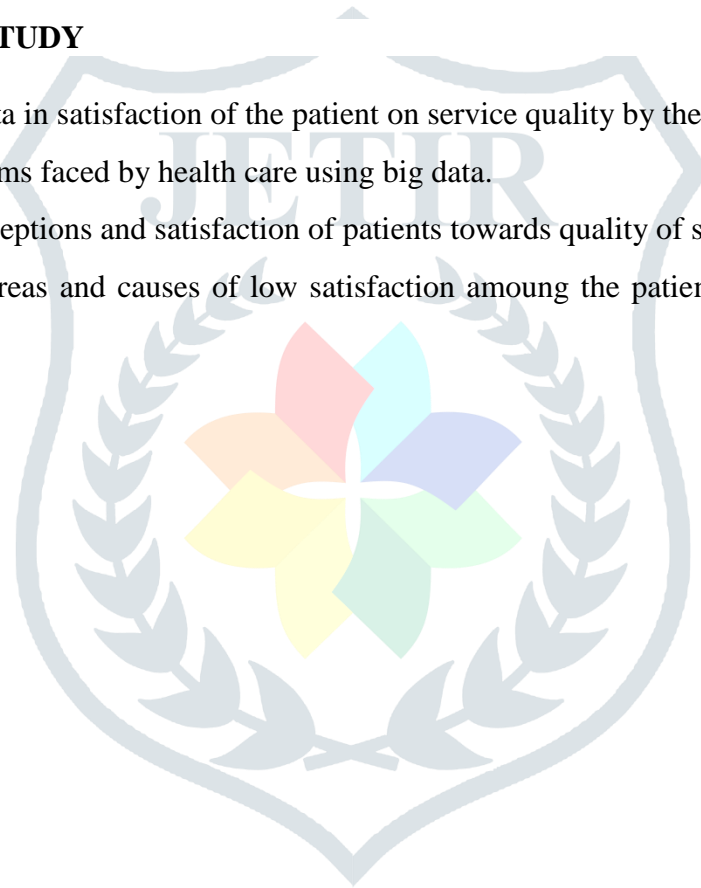 TUDY
ta in satisfaction of the patient on service quality by the
ms faced by health care using big data.
eptions and satisfaction of patients towards quality of s
reas and causes of low satisfaction amoung the patien
JETIR